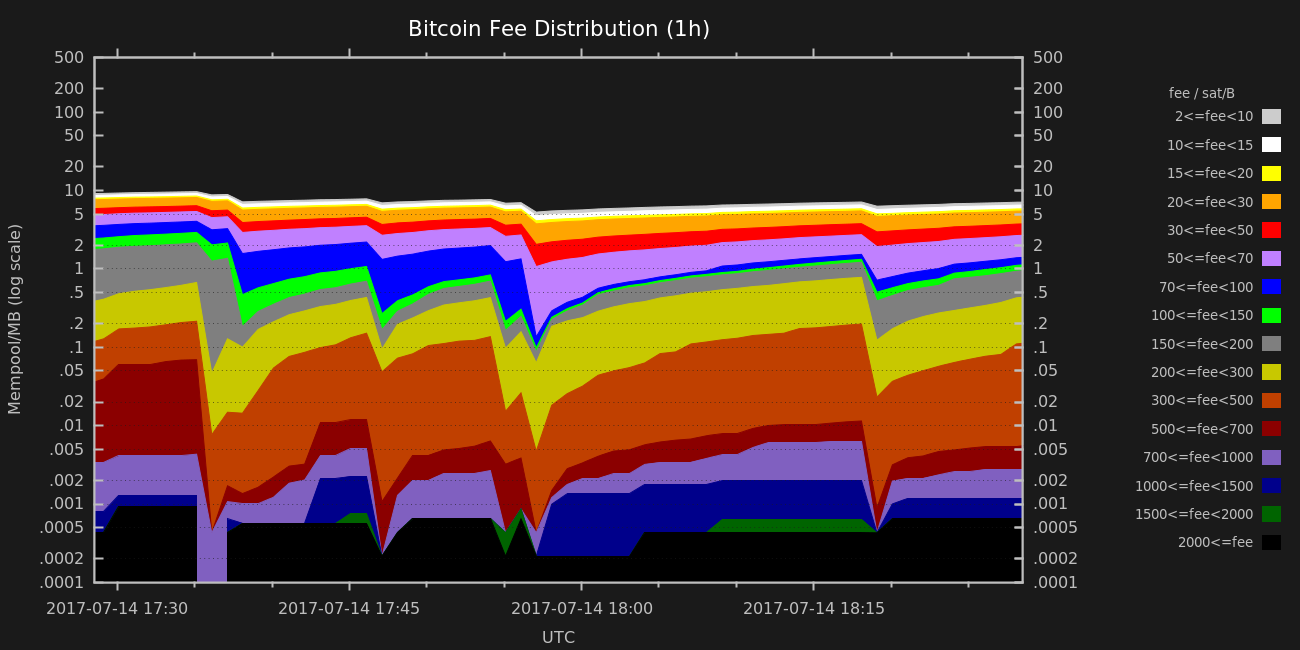 Bitcoin Fee Distribution (1h)
500
200
100
50
20
10
5
2
1
.5
.2
.1
.05
.02
.01
.005
.002
.001
.0005
.0002
.0001
Mempool/MB (log scale)
500
200
100
50
20
10
5
2
1
.5
.2
.1
.05
.02
.01
.005
.002
.001
.0005
.0002
.0001
2017-07-14 17:30 2017-07-14 17:45 2017-07-14 18:00 2017-07-14 18:15
UTC
fee / sat/B
2<=fee<10
10<=fee<15
15<=fee<20
20<=fee<30
30<=fee<50
50<=fee<70
70<=fee<100
100<=fee<150
150<=fee<200
200<=fee<300
300<=fee<500
500<=fee<700
700<=fee<1000
1000<=fee<1500
1500<=fee<2000
2000<=fee